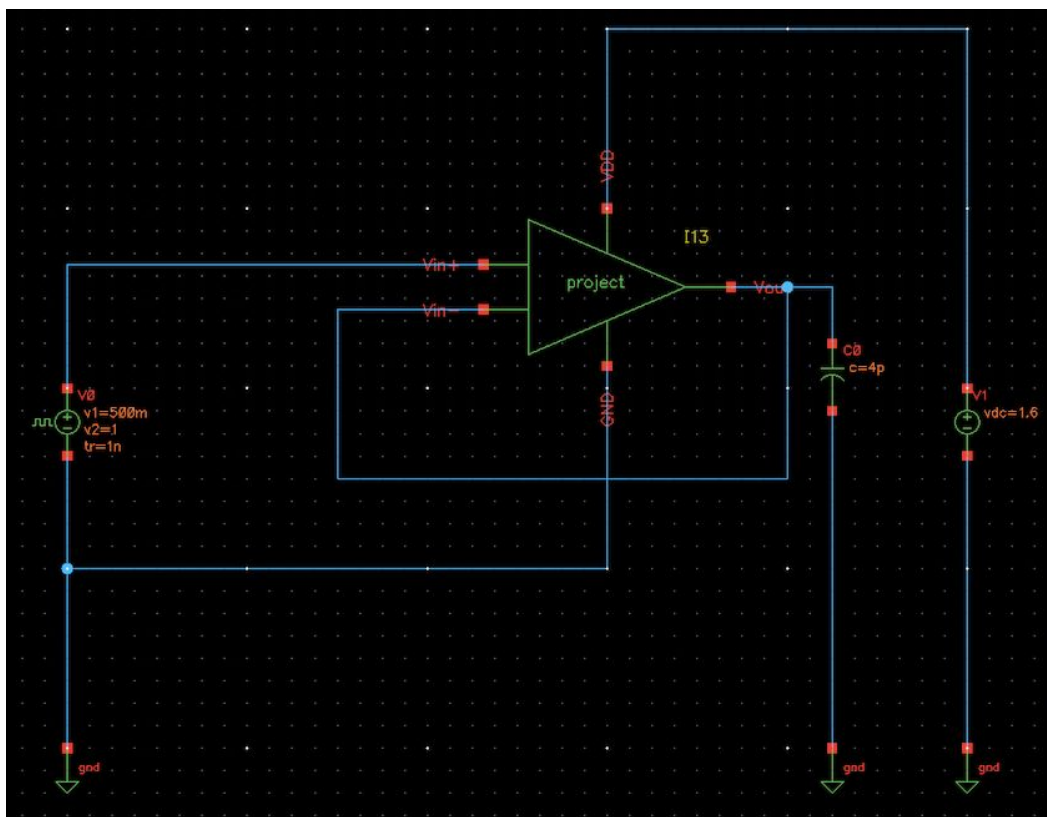 VDD
I13
Vin+
project
Vou
Vin-
C0
c=4p
V0
v1=500m
v2=1
tr=1n
GND
V1
vdc=1.6
gnd
gnd
gnd